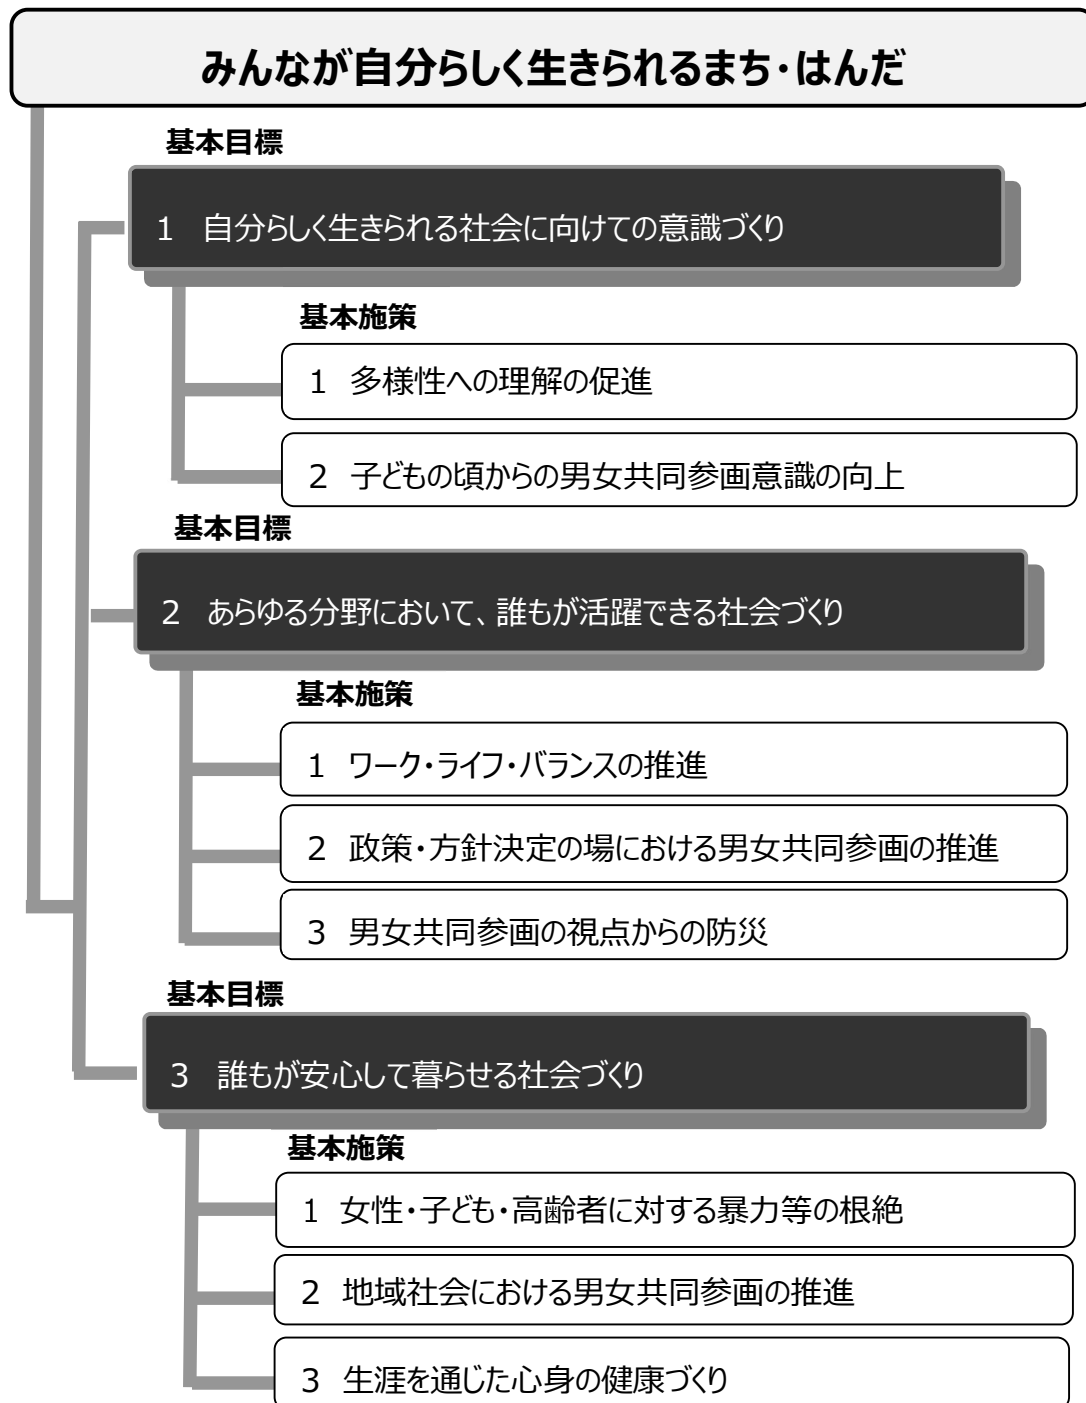 みんなが自分らしく生きられるまち・はんだ
基本目標
1　自分らしく生きられる社会に向けての意識づくり
基本施策
1　多様性への理解の促進
2　子どもの頃からの男女共同参画意識の向上
基本目標
2　あらゆる分野において、誰もが活躍できる社会づくり
基本施策
1　ワーク・ライフ・バランスの推進
2　政策・方針決定の場における男女共同参画の推進
3　男女共同参画の視点からの防災
基本目標
3　誰もが安心して暮らせる社会づくり
基本施策
1　女性・子ども・高齢者に対する暴力等の根絶
2　地域社会における男女共同参画の推進
3　生涯を通じた心身の健康づくり